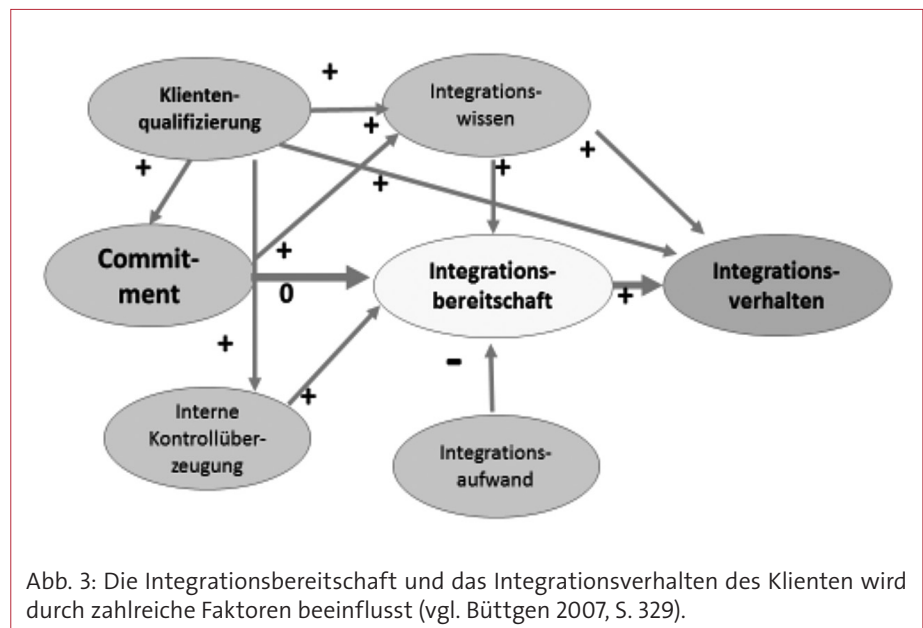 +
Klienten-
qualifizierung
Integrations-
wissen
+
+
+
+
+
Commit-
ment
+
0
Integrations-
bereitschaft
+
Integrations-
verhalten
+
-
+
Interne
Kontrollüber-
zeugung
Integrations-
aufwand
Abb. 3: Die Integrationsbereitschaft und das Integrationsverhalten des Klienten wird
durch zahlreiche Faktoren beeinflusst (vgl. Büttgen 2007, S. 329).